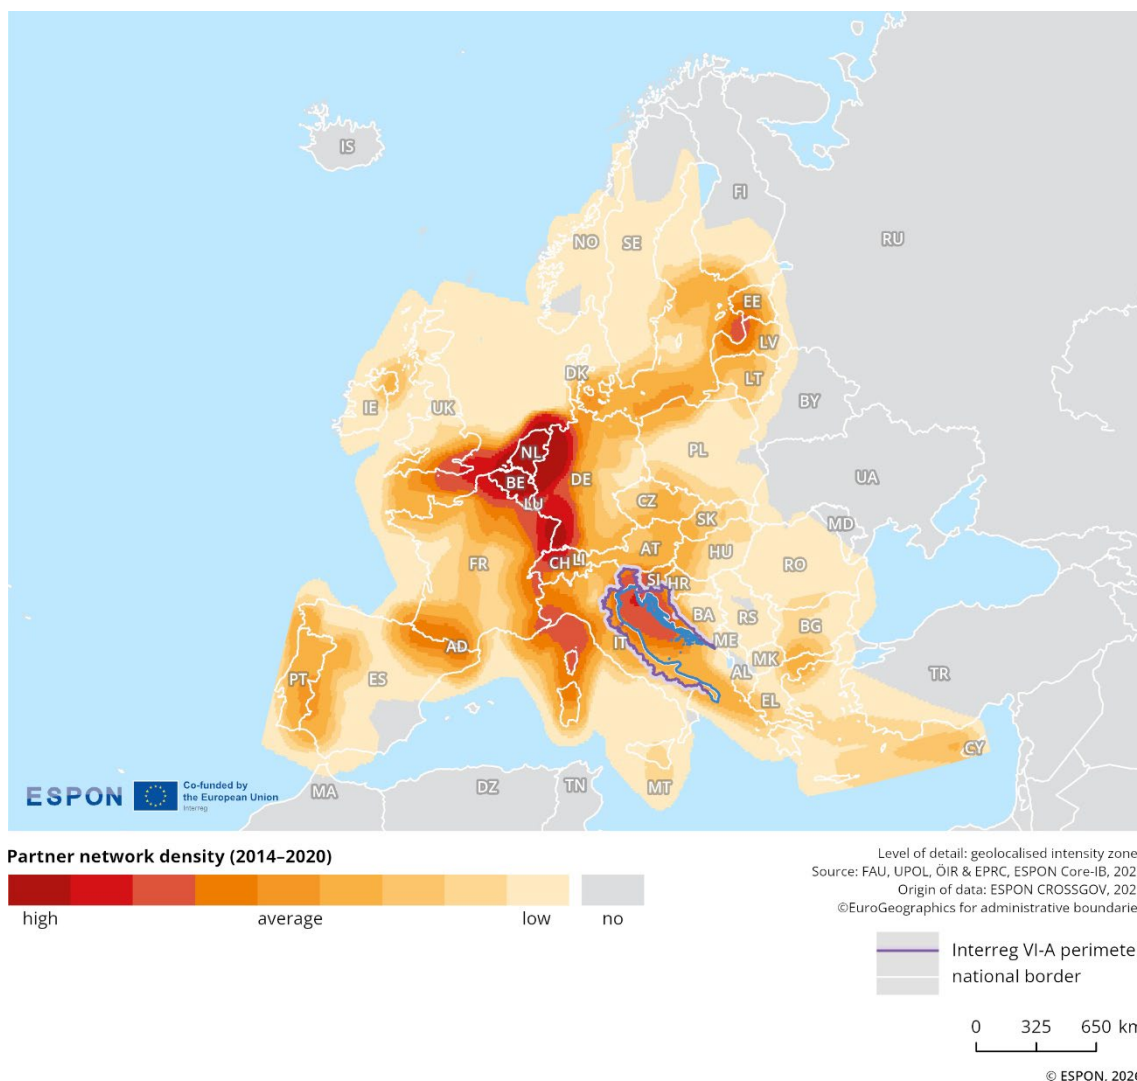 IS
FI
NO
SE
RU
EE
LV
DK
LT
IE
UK
BY
NL
PL
BE
DE
UA
LU
CZ
SK
MD
AT
HU
FR
CH
LI
RO
SI
HR
BA
RS
IT
ME
BG
AD
MK
PT
ES
AL
TR
EL
CY
MT
MA
DZ
TN
ESPON
Co-funded by
the European Union
Interreg
Partner network density (2014–2020)
high
average
low
no
Level of detail: geolocalised intensity zone
Source: FAU, UPOL, ÖIR & EPRC, ESPON Core-IB, 202
Origin of data: ESPON CROSSGOV, 202
©EuroGeographics for administrative boundarie
Interreg VI-A perimete
national border
0 325 650 km
© ESPON, 2026